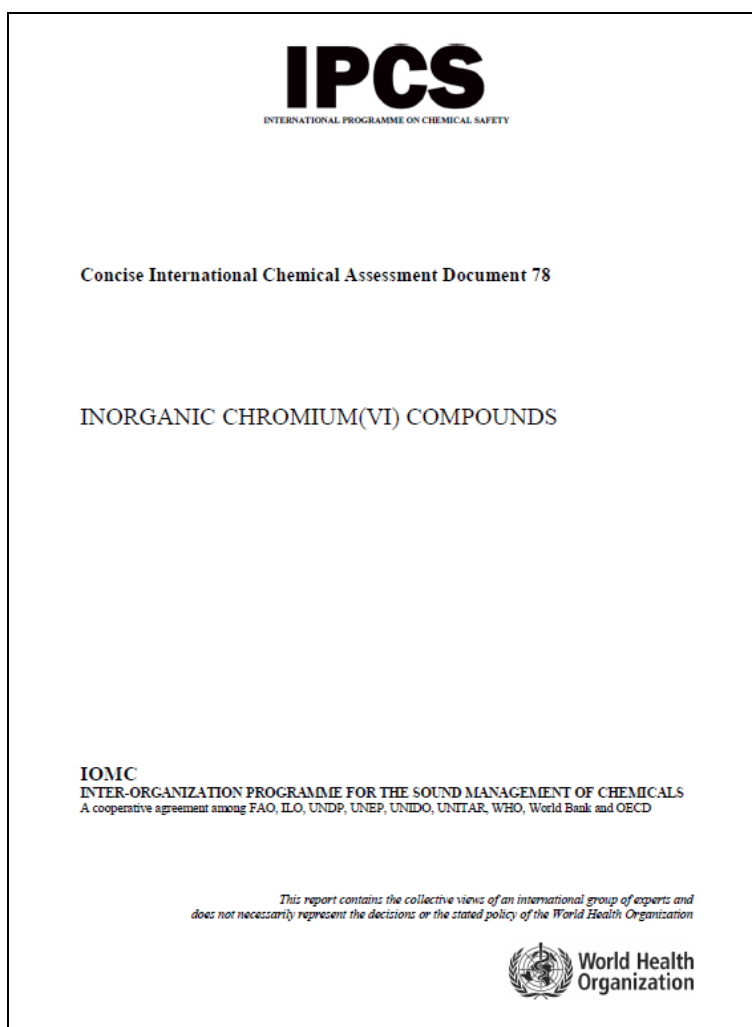 IPCS
INTERNATIONAL PROGRAMME ON CHEMICAL SAFETY
Concise International Chemical Assessment Document 78
INORGANIC CHROMIUM(VI) COMPOUNDS
IOMC
INTER-ORGANIZATION PROGRAMME FOR THE SOUND MANAGEMENT OF CHEMICALS
A cooperative agreement among FAO, ILO, UNDP, UNEP, UNIDO, UNITAR, WHO, World Bank and OECD
This report contains the collective views of an international group of experts and
does not necessarily represent the decisions or the stated policy of the World Health Organization
World Health
Organization